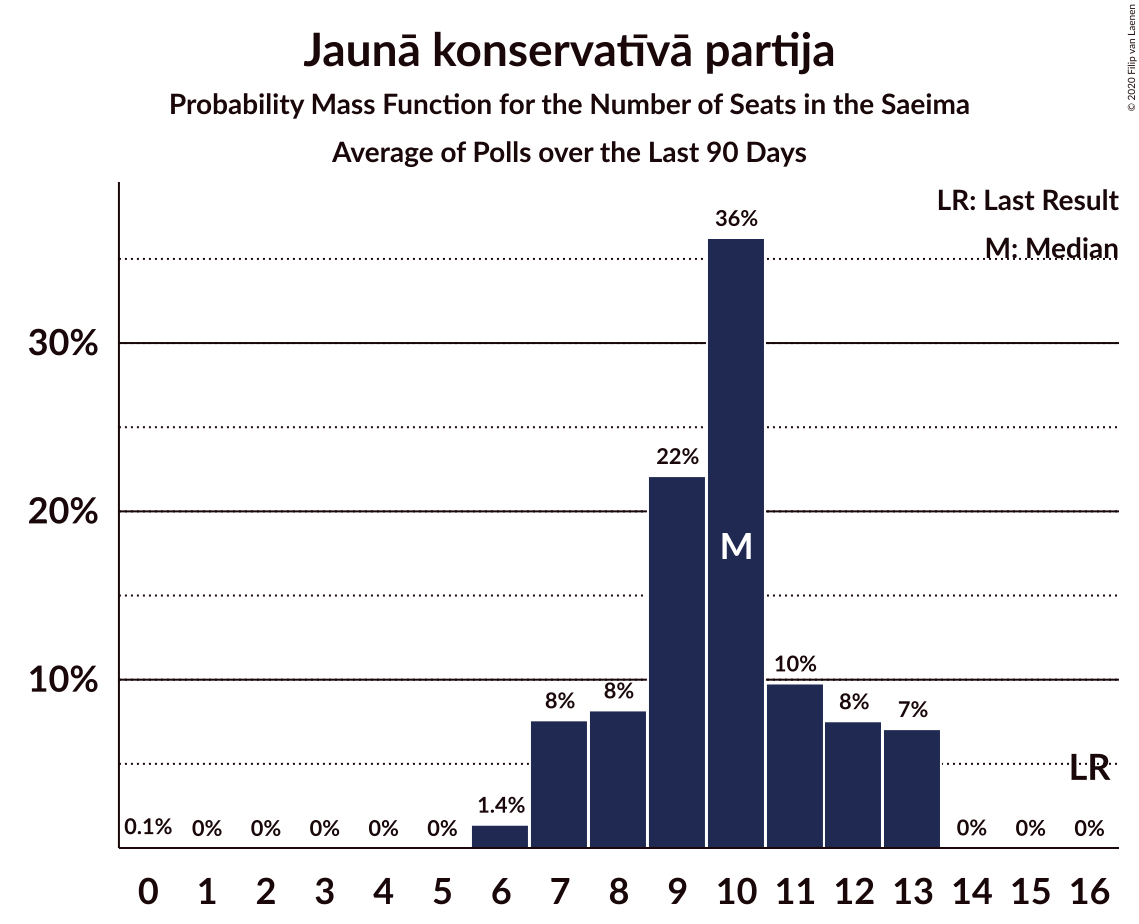 Jaunā konservatīvā partija
Probability Mass Function for the Number of Seats in the Saeima
Average of Polls over the Last 90 Days
© 2020 Filip van Laenen
LR: Last Result
M: Median
36%
30%
22%
20%
M
10%
10%
8%
8%
8%
7%
LR
1.4%
0.1% 0% 0% 0% 0% 0% 0% 0% 0%
0 1 2 3 4 5 6 7 8 9 10 11 12 13 14 15 16